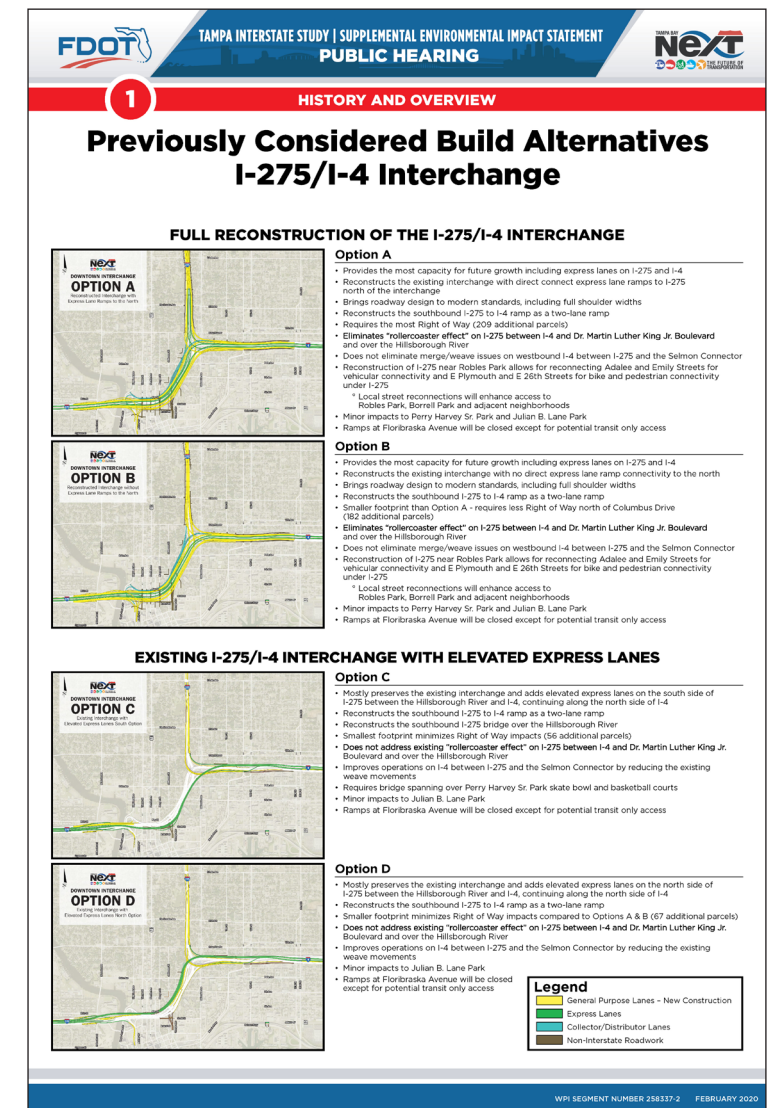 FDOT
TAMPA INTERSTATE STUDY | SUPPLEMENTAL ENVIRONMENTAL IMPACT STATEMENT
PUBLIC HEARING
TAMPA BAY
NEXT
THE FUTURE OF
TRANSPORTATION
1
HISTORY AND OVERVIEW
Previously Considered Build Alternatives
I-275/I-4 Interchange
FULL RECONSTRUCTION OF THE I-275/I-4 INTERCHANGE
NEXT
DOWNTOWN INTERCHANGE
OPTION A
Reconstructed Interchange with
Express Lane Ramps to the North
Option A
• Provides the most capacity for future growth including express lanes on I-275 and I-4
• Reconstructs the existing interchange with direct connect express lane ramps to I-275
north of the interchange
• Brings roadway design to modern standards, including full shoulder widths
• Reconstructs the southbound I-275 to I-4 ramp as a two-lane ramp
• Requires the most Right of Way (209 additional parcels)
• Eliminates "rollercoaster effect" on I-275 between I-4 and Dr. Martin Luther King Jr. Boulevard
and over the Hillsborough River
• Does not eliminate merge/weave issues on westbound I-4 between I-275 and the Selmon Connector
• Reconstruction of I-275 near Robles Park allows for reconnecting Adalee and Emily Streets for
vehicular connectivity and E Plymouth and E 26th Streets for bike and pedestrian connectivity
under I-275
° Local street reconnections will enhance access to
Robles Park, Borrell Park and adjacent neighborhoods
• Minor impacts to Perry Harvey Sr. Park and Julian B. Lane Park
• Ramps at Floribraska Avenue will be closed except for potential transit only access
NEXT
DOWNTOWN INTERCHANGE
OPTION B
Reconstructed Interchange without
Express Lane Ramps to the North
Option B
• Provides the most capacity for future growth including express lanes on I-275 and I-4
• Reconstructs the existing interchange with no direct express lane ramp connectivity to the north
• Brings roadway design to modern standards, including full shoulder widths
• Reconstructs the southbound I-275 to I-4 ramp as a two-lane ramp
• Smaller footprint than Option A - requires less Right of Way north of Columbus Drive
(182 additional parcels)
• Eliminates "rollercoaster effect" on I-275 between I-4 and Dr. Martin Luther King Jr. Boulevard
and over the Hillsborough River
• Does not eliminate merge/weave issues on westbound I-4 between I-275 and the Selmon Connector
• Reconstruction of I-275 near Robles Park allows for reconnecting Adalee and Emily Streets for
vehicular connectivity and E Plymouth and E 26th Streets for bike and pedestrian connectivity
under I-275
° Local street reconnections will enhance access to
Robles Park, Borrell Park and adjacent neighborhoods
• Minor impacts to Perry Harvey Sr. Park and Julian B. Lane Park
• Ramps at Floribraska Avenue will be closed except for potential transit only access
EXISTING I-275/I-4 INTERCHANGE WITH ELEVATED EXPRESS LANES
NEXT
DOWNTOWN INTERCHANGE
OPTION C
Existing Interchange with
Elevated Express Lanes South Option
Option C
• Mostly preserves the existing interchange and adds elevated express lanes on the south side of
I-275 between the Hillsborough River and I-4, continuing along the north side of I-4
• Reconstructs the southbound I-275 to I-4 ramp as a two-lane ramp
• Reconstructs the southbound I-275 bridge over the Hillsborough River
• Smallest footprint minimizes Right of Way impacts (56 additional parcels)
• Does not address existing "rollercoaster effect" on I-275 between I-4 and Dr. Martin Luther King Jr.
Boulevard and over the Hillsborough River
• Improves operations on I-4 between I-275 and the Selmon Connector by reducing the existing
weave movements
• Requires bridge spanning over Perry Harvey Sr. Park skate bowl and basketball courts
• Minor impacts to Julian B. Lane Park
• Ramps at Floribraska Avenue will be closed except for potential transit only access
NEXT
DOWNTOWN INTERCHANGE
OPTION D
Existing Interchange with
Elevated Express Lanes North Option
Option D
• Mostly preserves the existing interchange and adds elevated express lanes on the north side of
I-275 between the Hillsborough River and I-4, continuing along the north side of I-4
• Reconstructs the southbound I-275 to I-4 ramp as a two-lane ramp
• Smaller footprint minimizes Right of Way impacts compared to Options A & B (67 additional parcels)
• Does not address existing "rollercoaster effect" on I-275 between I-4 and Dr. Martin Luther King Jr.
Boulevard and over the Hillsborough River
• Improves operations on I-4 between I-275 and the Selmon Connector by reducing the existing
weave movements
• Minor impacts to Julian B. Lane Park
• Ramps at Floribraska Avenue will be closed
except for potential transit only access
Legend
General Purpose Lanes – New Construction
Express Lanes
Collector/Distributor Lanes
Non-Interstate Roadwork
WPI SEGMENT NUMBER 258337-2 FEBRUARY 2020